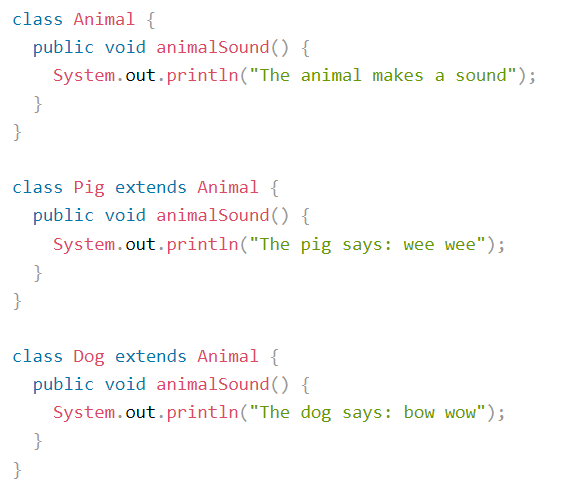 class Animal {
  public void animalSound() {
    System.out.println("The animal makes a sound");
  }
}

class Pig extends Animal {
  public void animalSound() {
    System.out.println("The pig says: wee wee");
  }
}

class Dog extends Animal {
  public void animalSound() {
    System.out.println("The dog says: bow wow");
  }
}